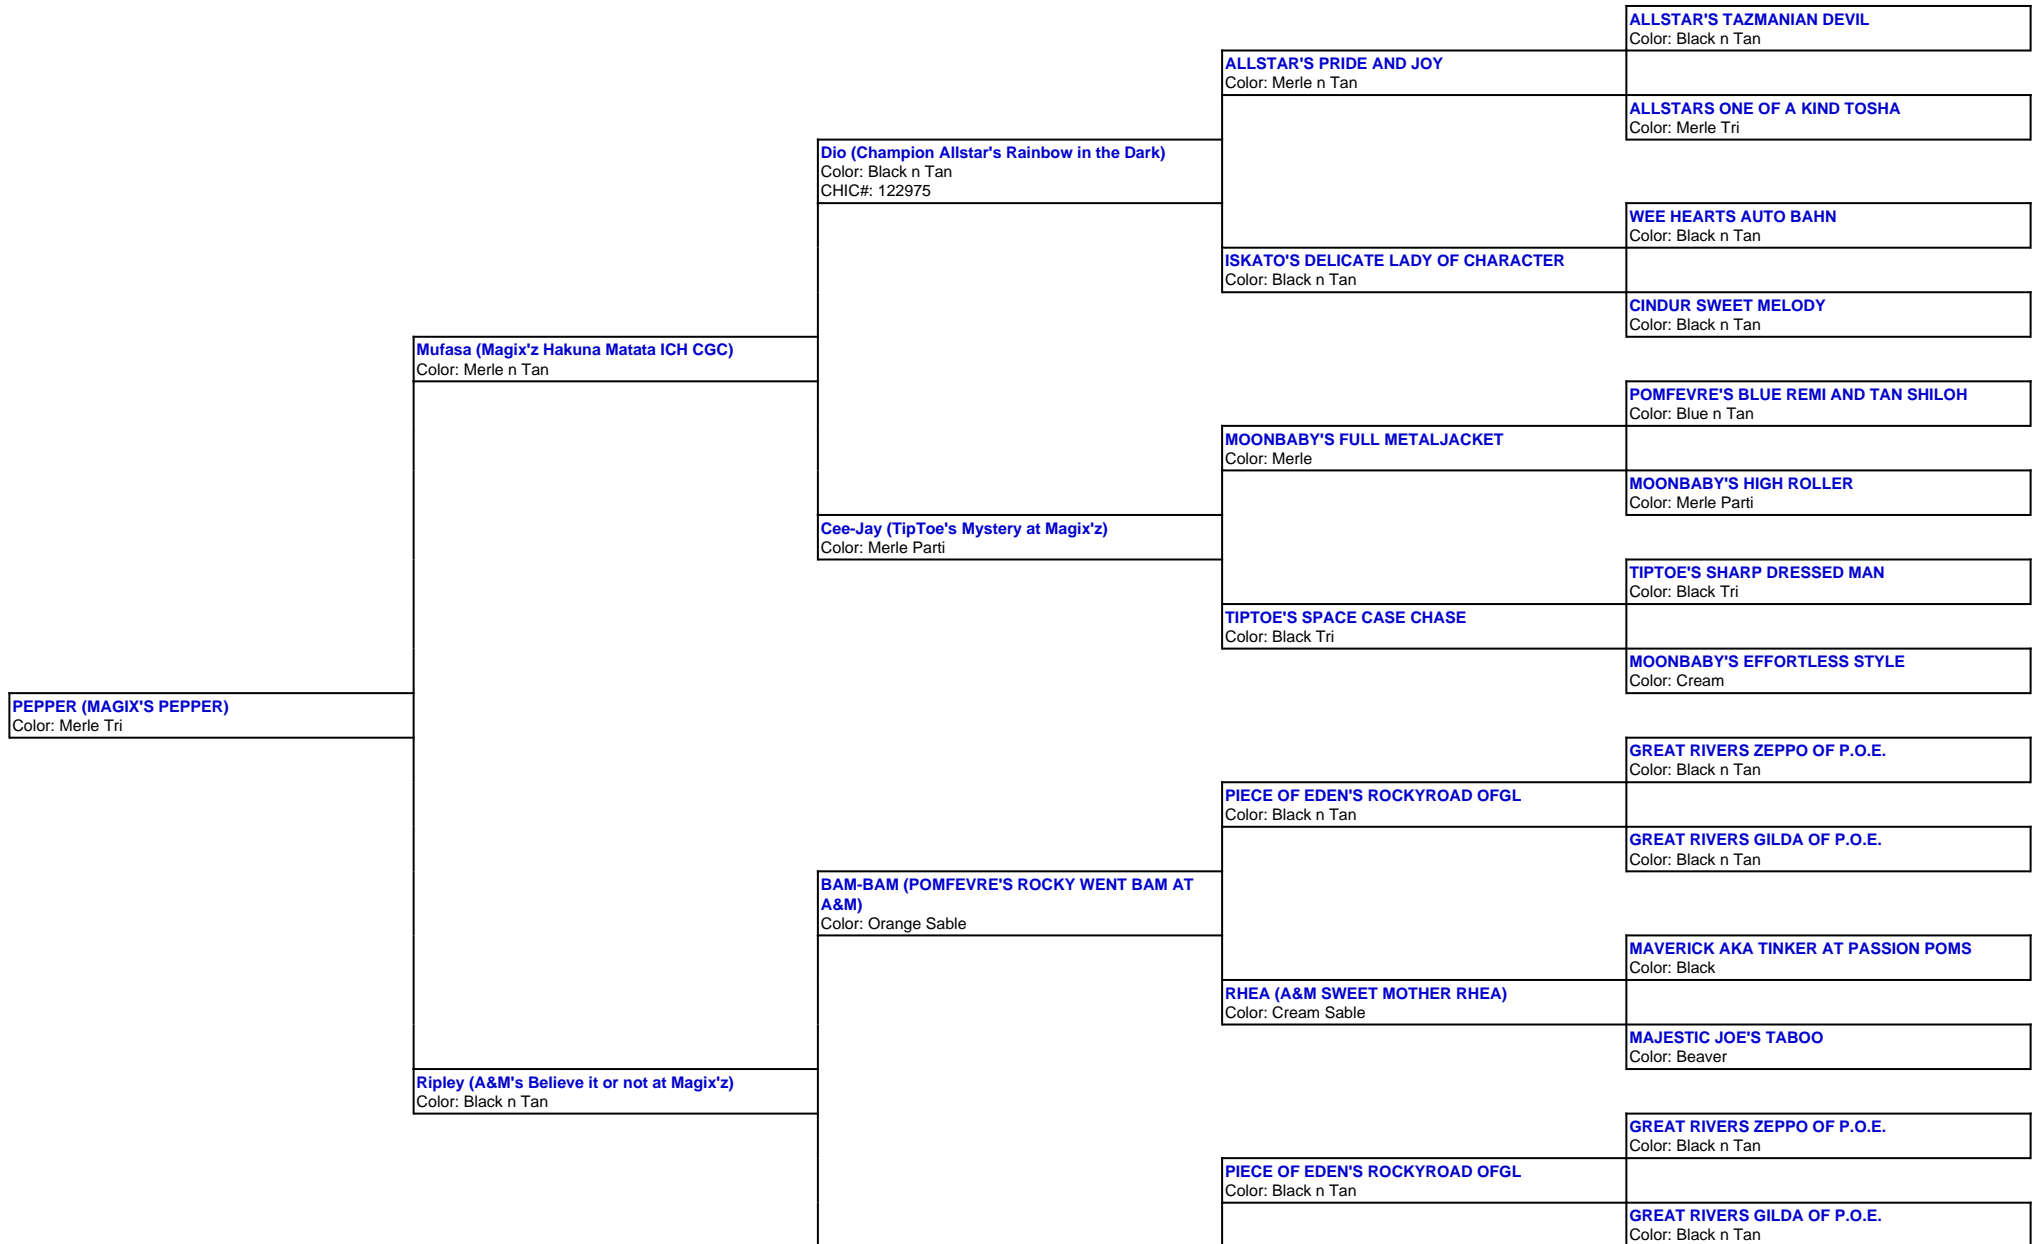 ALLSTAR'S TAZMANIAN DEVIL
Color: Black n Tan
ALLSTAR'S PRIDE AND JOY
Color: Merle n Tan
ALLSTARS ONE OF A KIND TOSHA
Color: Merle Tri
Dio (Champion Allstar's Rainbow in the Dark)
Color: Black n Tan
CHIC#: 122975
WEE HEARTS AUTO BAHN
Color: Black n Tan
ISKATO'S DELICATE LADY OF CHARACTER
Color: Black n Tan
CINDUR SWEET MELODY
Color: Black n Tan
Mufasa (Magix'z Hakuna Matata ICH CGC)
Color: Merle n Tan
POMFEVRE'S BLUE REMI AND TAN SHILOH
Color: Blue n Tan
MOONBABY'S FULL METALJACKET
Color: Merle
MOONBABY'S HIGH ROLLER
Color: Merle Parti
Cee-Jay (TipToe's Mystery at Magix'z)
Color: Merle Parti
TIPTOE'S SHARP DRESSED MAN
Color: Black Tri
TIPTOE'S SPACE CASE CHASE
Color: Black Tri
MOONBABY'S EFFORTLESS STYLE
Color: Cream
PEPPER (MAGIX'S PEPPER)
Color: Merle Tri
GREAT RIVERS ZEPPO OF P.O.E.
Color: Black n Tan
PIECE OF EDEN'S ROCKYROAD OFGL
Color: Black n Tan
GREAT RIVERS GILDA OF P.O.E.
Color: Black n Tan
BAM-BAM (POMFEVRE'S ROCKY WENT BAM AT
A&M)
Color: Orange Sable
MAVERICK AKA TINKER AT PASSION POMS
Color: Black
RHEA (A&M SWEET MOTHER RHEA)
Color: Cream Sable
MAJESTIC JOE'S TABOO
Color: Beaver
Ripley (A&M's Believe it or not at Magix'z)
Color: Black n Tan
GREAT RIVERS ZEPPO OF P.O.E.
Color: Black n Tan
PIECE OF EDEN'S ROCKYROAD OFGL
Color: Black n Tan
GREAT RIVERS GILDA OF P.O.E.
Color: Black n Tan